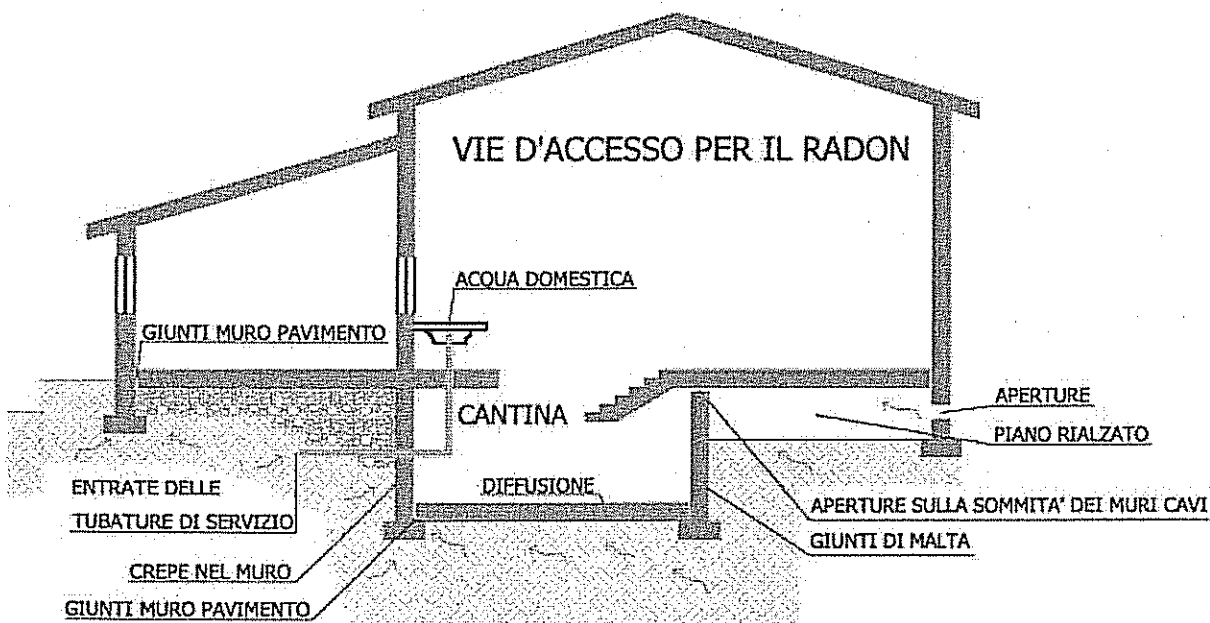 VIE D'ACCESSO PER IL RADON
ACQUA DOMESTICA
GIUNTI MURO PAVIMENTO
CANTINA
APERTURE
PIANO RIALZATO
ENTRATE DELLE
TUBATURE DI SERVIZIO
DIFFUSIONE
APERTURE SULLA SOMMITA' DEI MURI CAVI
GIUNTI DI MALTA
CREPE NEL MURO
GIUNTI MURO PAVIMENTO